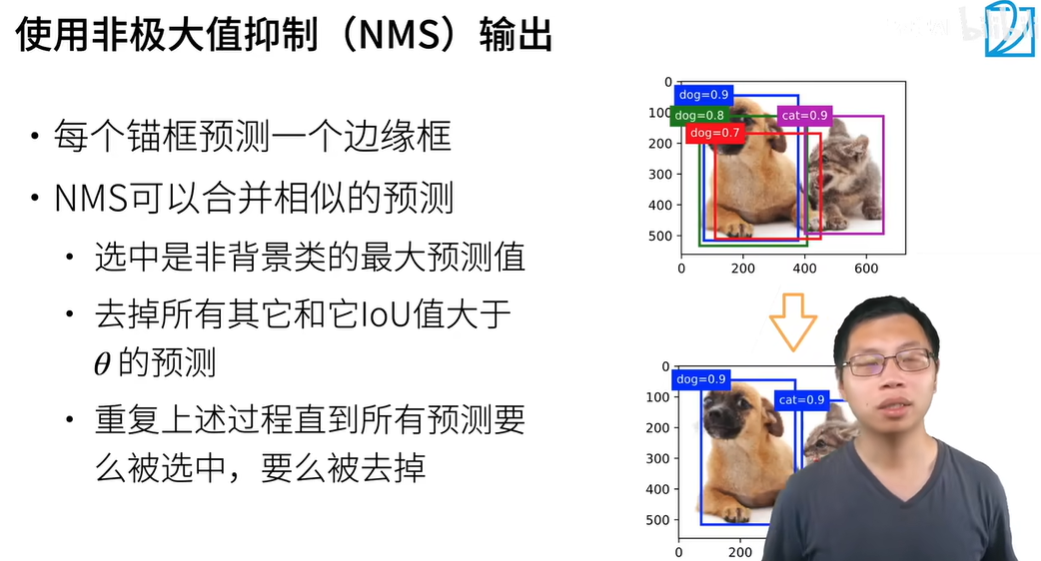 使用非极大值抑制（NMS）输出
• 每个锚框预测一个边缘框
• NMS可以合并相似的预测
• 选中是非背景类的最大预测值
• 去掉所有其它和它IoU值大于
θ 的预测
• 重复上述过程直到所有预测要
么被选中，要么被去掉
0
dog=0.9
100
dog=0.8
cat=0.9
dog=0.7
200
300
400
500
0 200 400 600
0
dog=0.9
100
cat=0.9
200
300
400
500
0 200